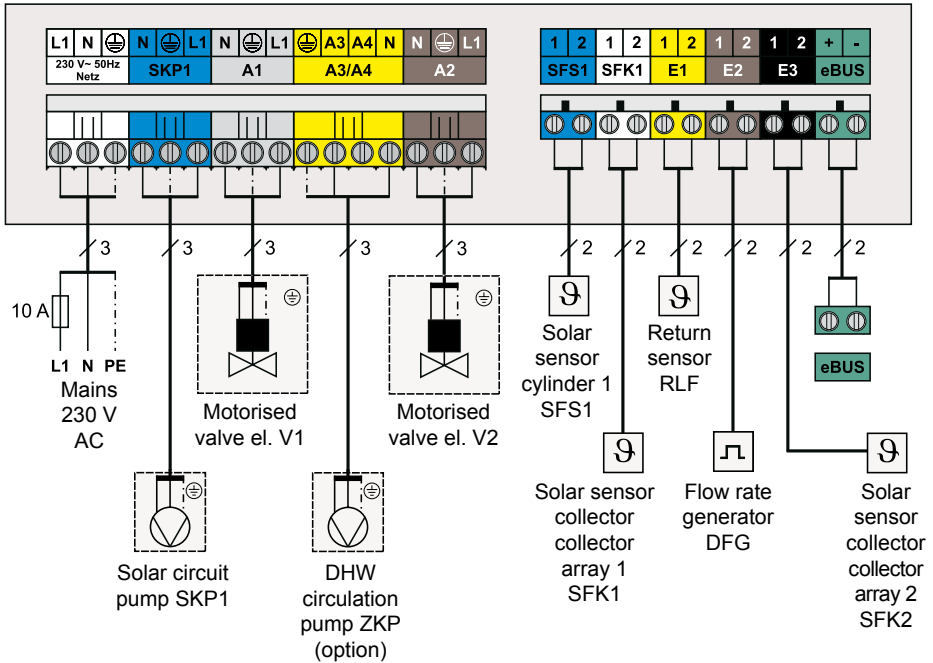 L1 N N L1 N L1 A3 A4 N N L1
230 V~ 50Hz
Netz
SKP1 A1 A3/A4 A2
1 2 1 2 1 2 1 2 1 2 + -
SFS1 SFK1 E1 E2 E3 eBUS
3 3 3 3 3 2 2 2 2 2 2
10 A
L1 N PE
Mains
230 V
AC
Motorised
valve el. V1
Motorised
valve el. V2
Solar
sensor
cylinder 1
SFS1
Return
sensor
RLF
eBUS
Solar circuit
pump SKP1
DHW
circulation
pump ZKP
(option)
Solar sensor
collector
collector
array 1
SFK1
Flow rate
generator
DFG
Solar
sensor
collector
collector
array 2
SFK2